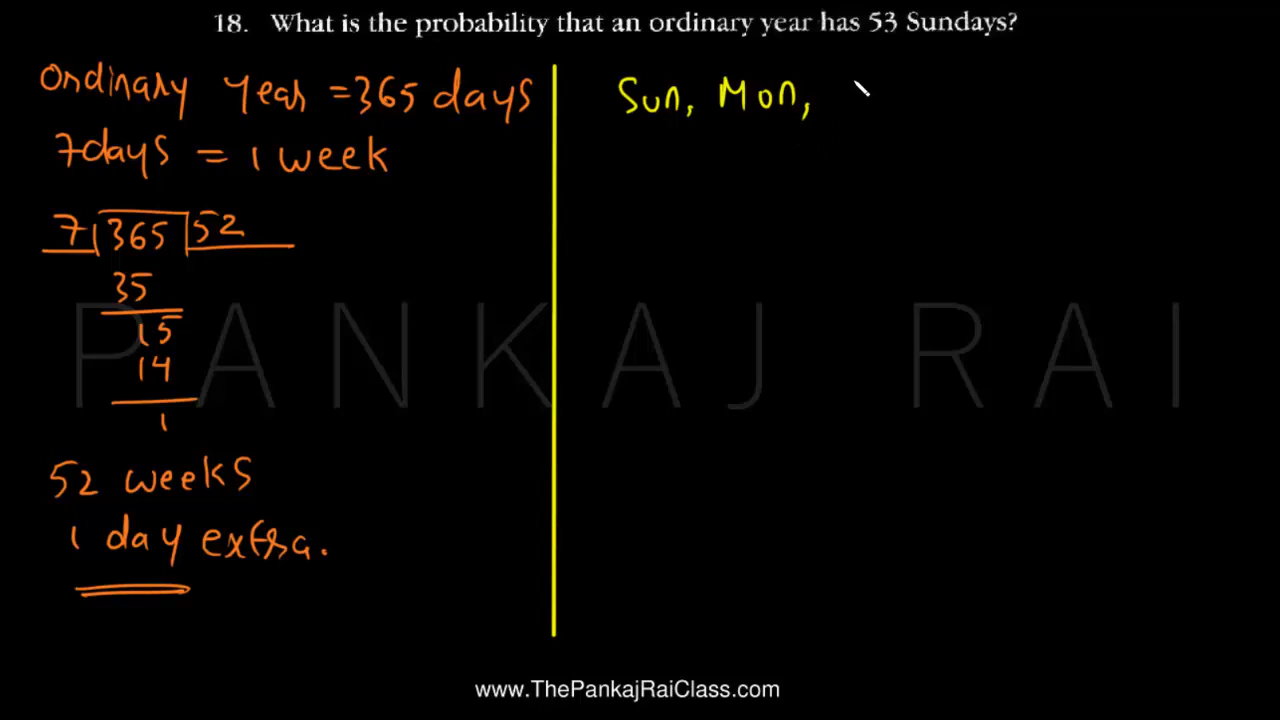 18. What is the probability that an ordinary year has 53 Sundays?
Ordinary Year = 365 days
7days = 1 week
7 365 52
35
15
14
1
52 weeks
1 day extra.
Sun, Mon,
PANKAJ RAI
www.ThePankajRaiClass.com